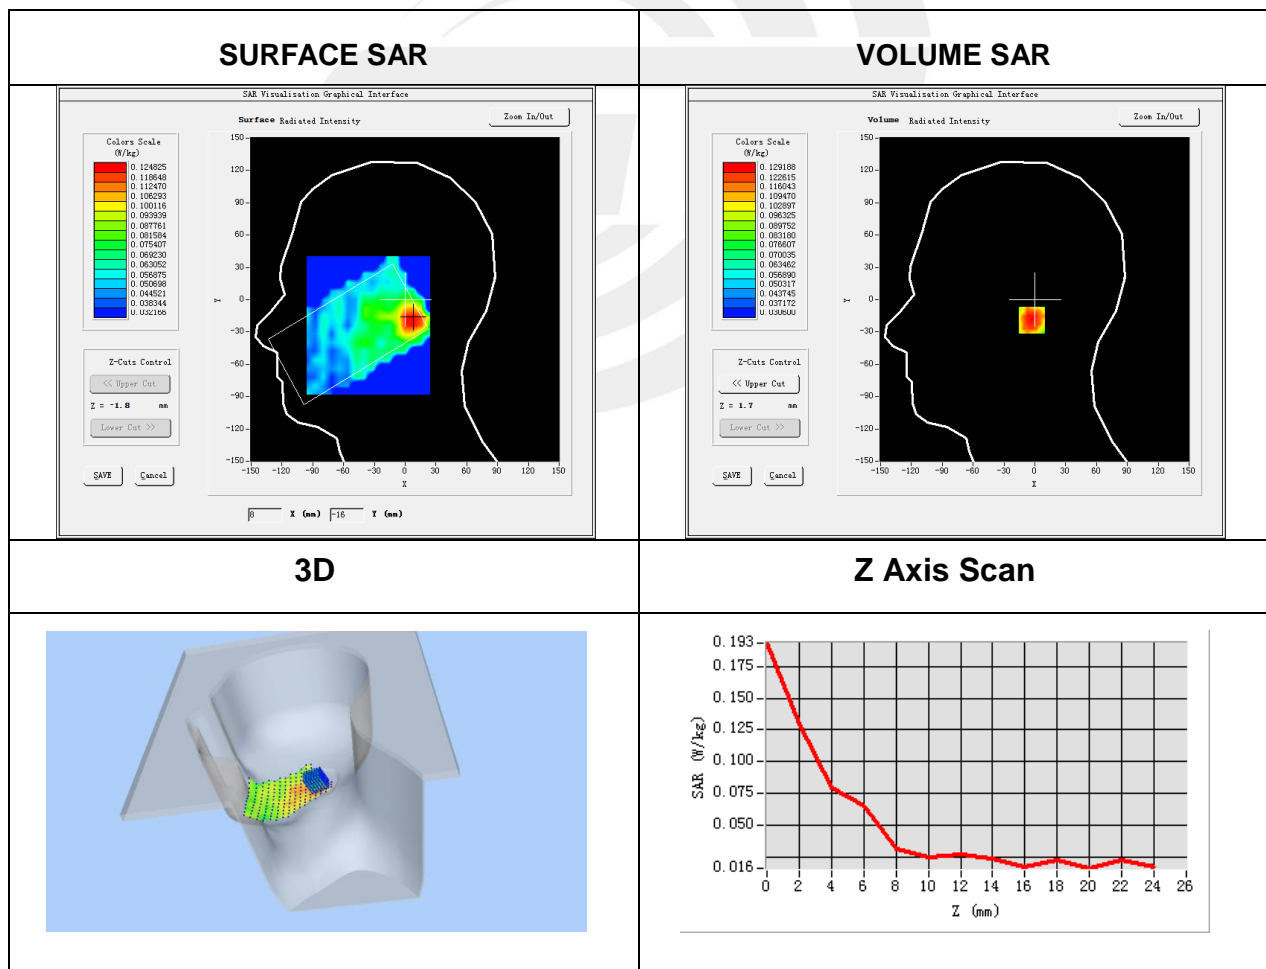 SURFACE SAR
VOLUME SAR
SAR Visualisation Graphical Interface
Surface Radiated Intensity
Zoom In/Out
Colors Scale
(W/kg)
0.124825
0.118648
0.112470
0.106293
0.100116
0.093939
0.087761
0.081584
0.075407
0.069230
0.063052
0.056875
0.050698
0.044521
0.038344
0.032166
150
120
90
60
30
0
-30
-60
-90
-120
-150
Y
-150 -120 -90 -60 -30 0 30 60 90 120 150
X
Z-Cuts Control
<< Upper Cut
Z = -1.8 mm
Lower Cut >>
SAVE
Cancel
8 X (mm) -16 Y (mm)
SAR Visualisation Graphical Interface
Volume Radiated Intensity
Zoom In/Out
Colors Scale
(W/kg)
0.129188
0.122615
0.116043
0.109470
0.102897
0.096325
0.089752
0.083180
0.076607
0.070035
0.063462
0.056890
0.050317
0.043745
0.037172
0.030600
150
120
90
60
30
0
-30
-60
-90
-120
-150
Y
-150 -120 -90 -60 -30 0 30 60 90 120 150
X
Z-Cuts Control
<< Upper Cut
Z = 1.7 mm
Lower Cut >>
SAVE
Cancel
3D
Z Axis Scan
0.193
0.175
0.150
0.125
0.100
0.075
0.050
0.016
SAR (W/kg)
0 2 4 6 8 10 12 14 16 18 20 22 24 26
Z (mm)